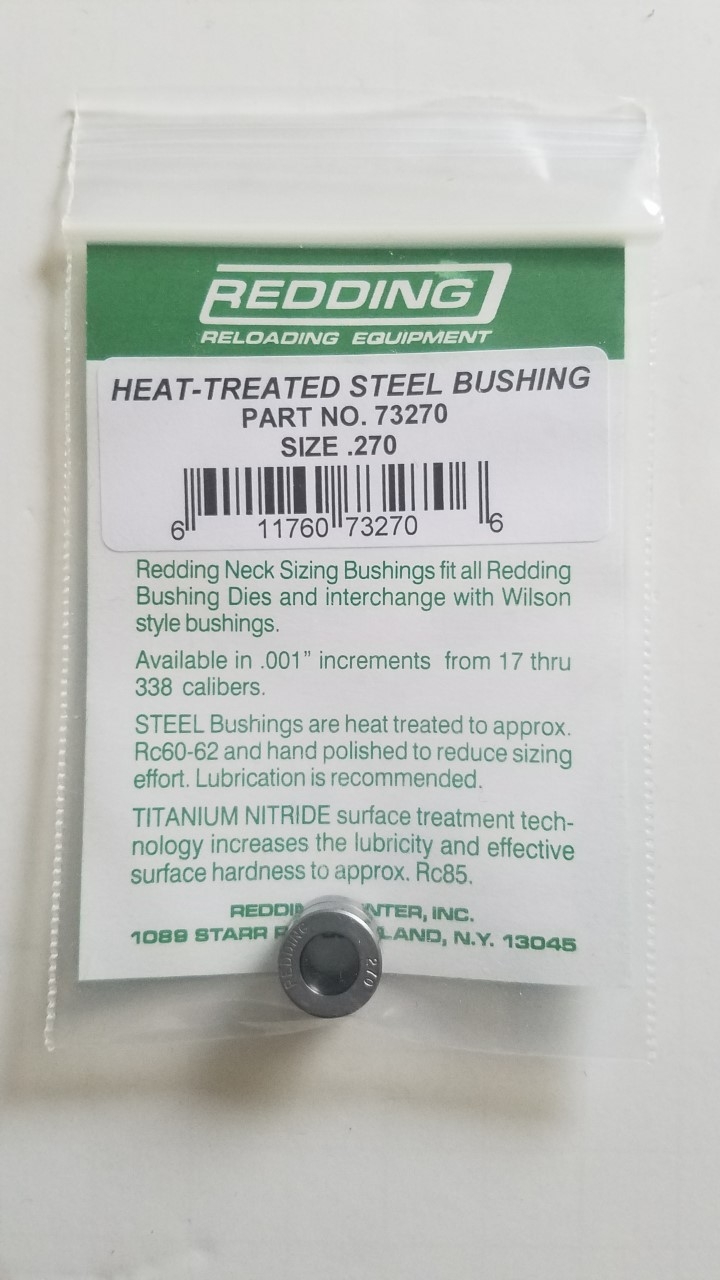 REDDING
RELOADING EQUIPMENT
HEAT-TREATED STEEL BUSHING
PART NO. 73270
SIZE .270
6 11760 73270 6
Redding Neck Sizing Bushings fit all Redding
Bushing Dies and interchange with Wilson
style bushings.
Available in .001" increments from 17 thru
338 calibers.
STEEL Bushings are heat treated to approx.
Rc60-62 and hand polished to reduce sizing
effort. Lubrication is recommended.
TITANIUM NITRIDE surface treatment tech-
nology increases the lubricity and effective
surface hardness to approx. Rc85.
INC.
1089 STARR N.Y. 13045
REDDING
270